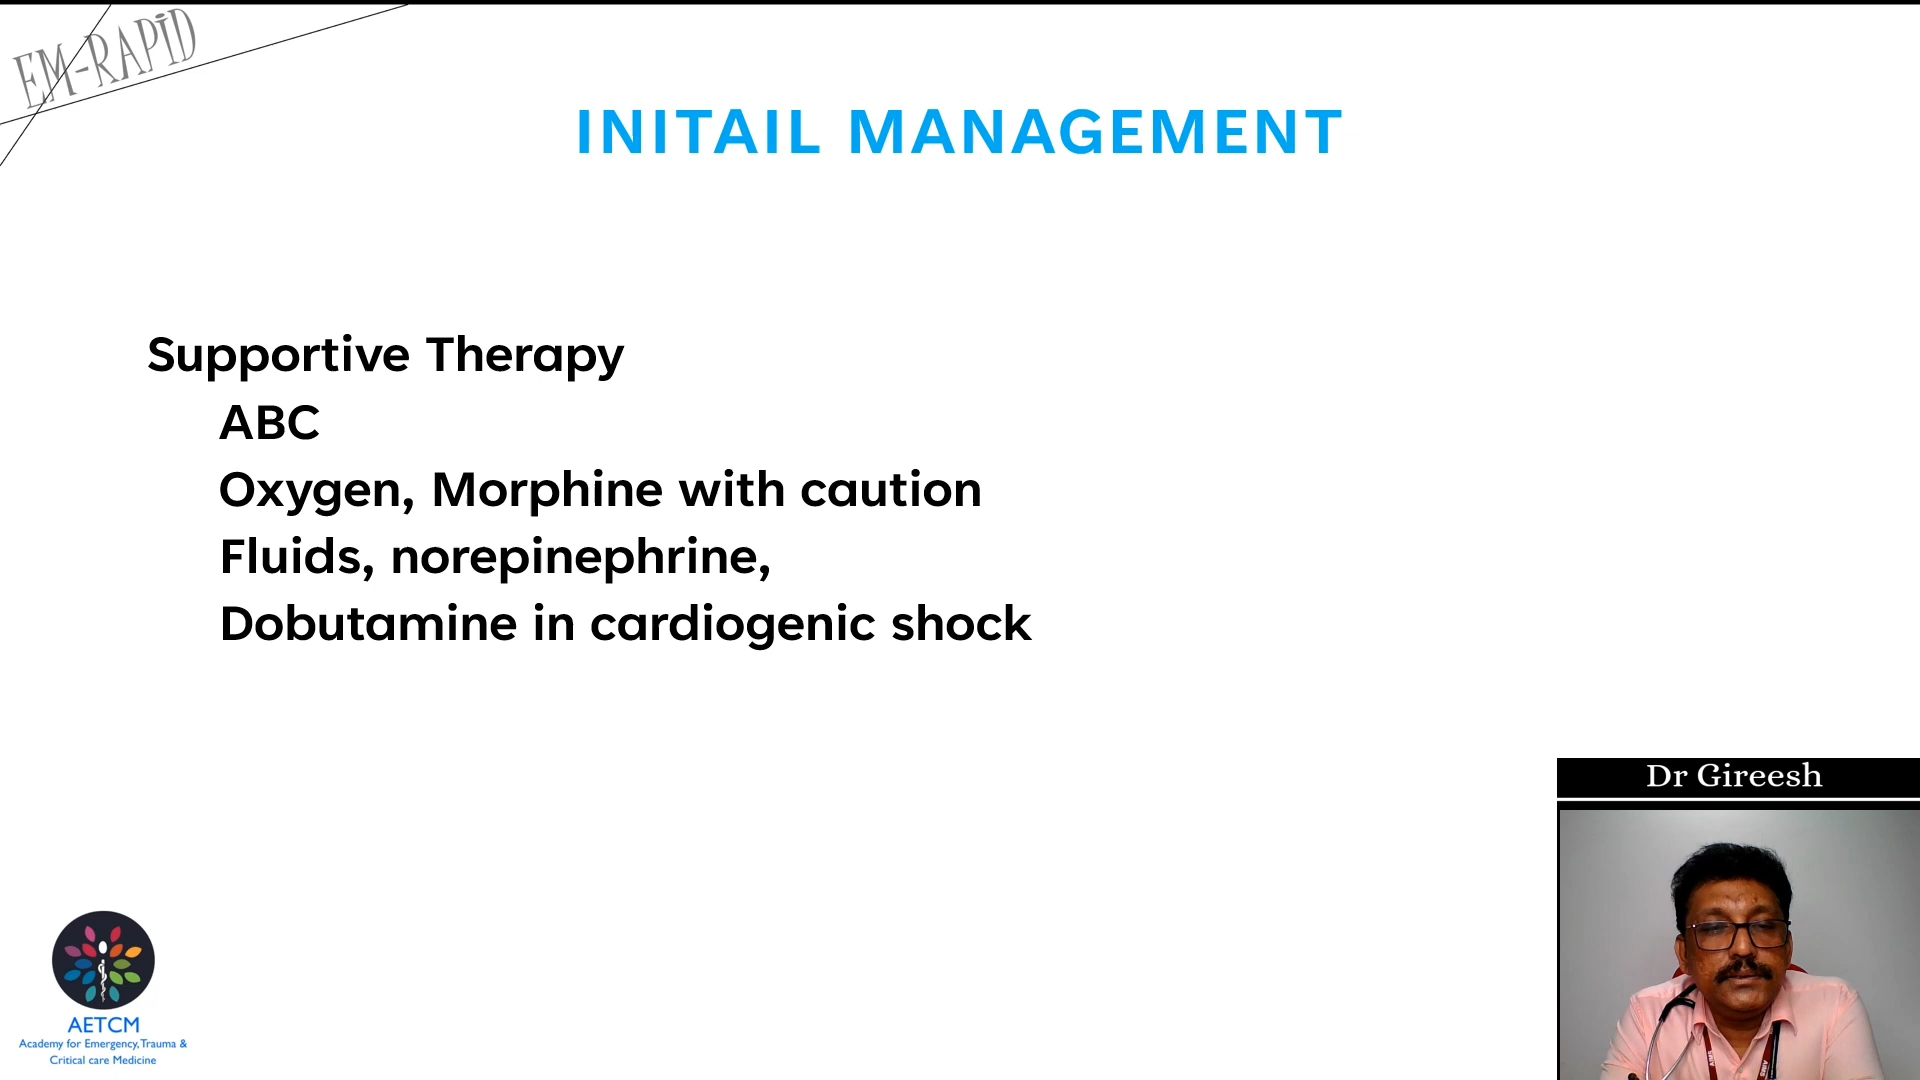 EM-RAPiD
INITAIL MANAGEMENT
Supportive Therapy
ABC
Oxygen, Morphine with caution
Fluids, norepinephrine,
Dobutamine in cardiogenic shock
Dr Gireesh
AETCM
Academy for Emergency,Trauma &
Critical care Medicine